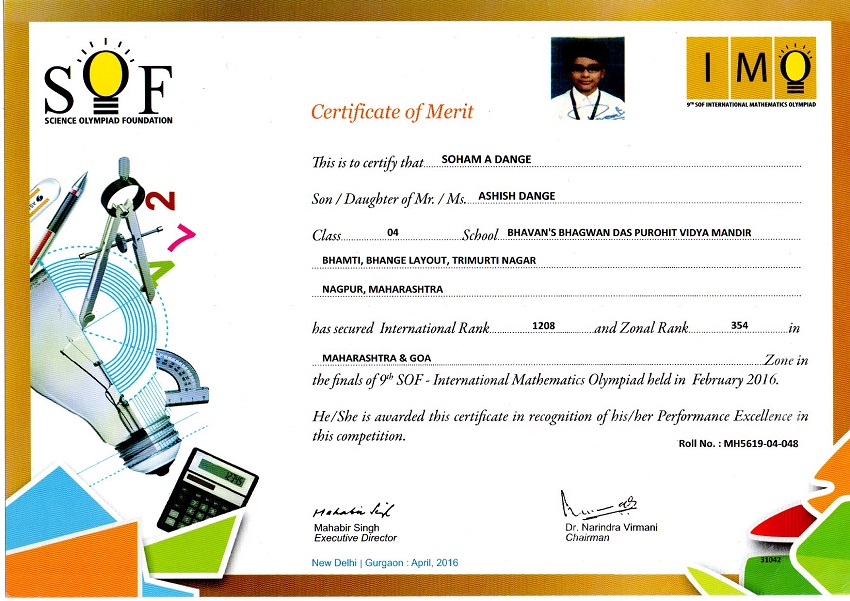 SOF
SCIENCE OLYMPIAD FOUNDATION
IMO
9TH SOF INTERNATIONAL MATHEMATICS OLYMPIAD
Certificate of Merit
This is to certify that SOHAM A DANGE
Son / Daughter of Mr. / Ms. ASHISH DANGE
Class 04 School BHAVAN'S BHAGWAN DAS PUROHIT VIDYA MANDIR
BHAMTI, BHANGE LAYOUT, TRIMURTI NAGAR
NAGPUR, MAHARASHTRA
has secured International Rank 1208 and Zonal Rank 354 in
MAHARASHTRA & GOA Zone in
the finals of 9th SOF - International Mathematics Olympiad held in February 2016.
He/She is awarded this certificate in recognition of his/her Performance Excellence in
this competition.
Roll No. : MH5619-04-048
Mahabir Singh
Mahabir Singh
Executive Director
Dr. Narindra Virmani
Chairman
New Delhi | Gurgaon : April, 2016
31042
2